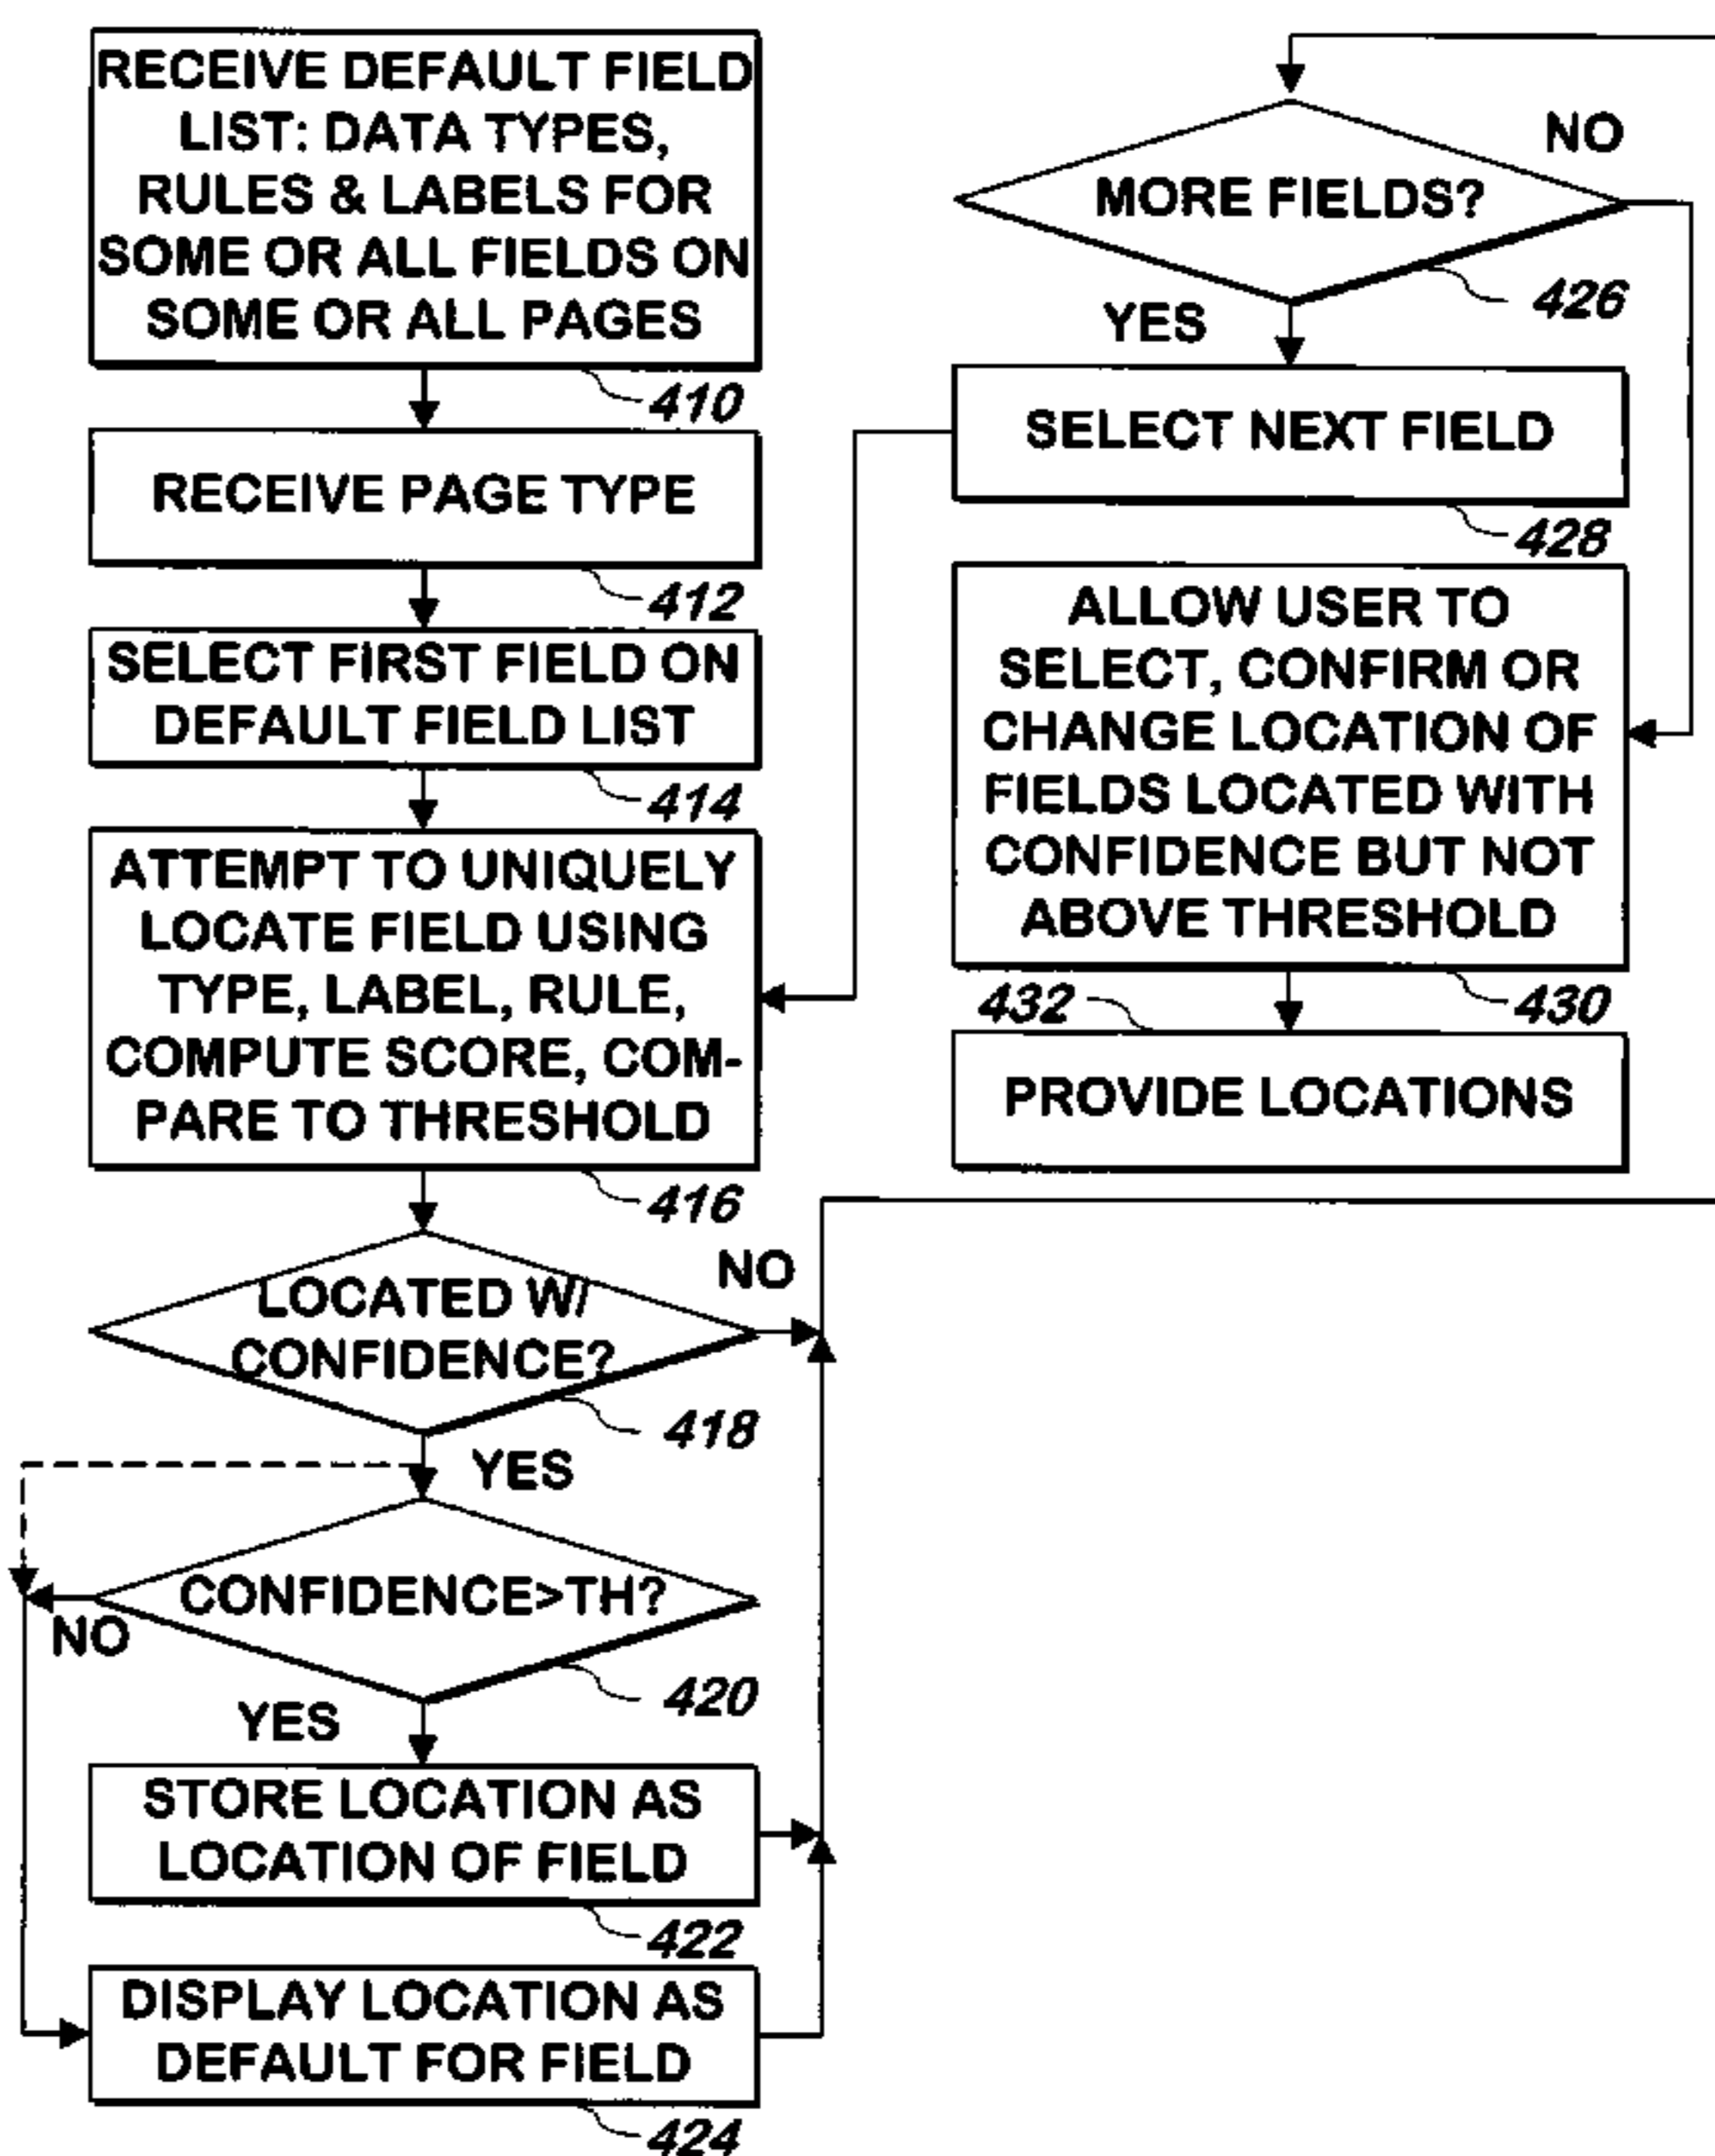 RECEIVE DEFAULT FIELD
LIST: DATA TYPES,
RULES & LABELS FOR
SOME OR ALL FIELDS ON
SOME OR ALL PAGES
410
RECEIVE PAGE TYPE
412
SELECT FIRST FIELD ON
DEFAULT FIELD LIST
414
ATTEMPT TO UNIQUELY
LOCATE FIELD USING
TYPE, LABEL, RULE,
COMPUTE SCORE, COM-
PARE TO THRESHOLD
416
LOCATED W/
CONFIDENCE?
NO
418
YES
CONFIDENCE>TH?
NO
420
YES
STORE LOCATION AS
LOCATION OF FIELD
422
DISPLAY LOCATION AS
DEFAULT FOR FIELD
424
NO
MORE FIELDS?
426
YES
SELECT NEXT FIELD
428
ALLOW USER TO
SELECT, CONFIRM OR
CHANGE LOCATION OF
FIELDS LOCATED WITH
CONFIDENCE BUT NOT
ABOVE THRESHOLD
430
432
PROVIDE LOCATIONS